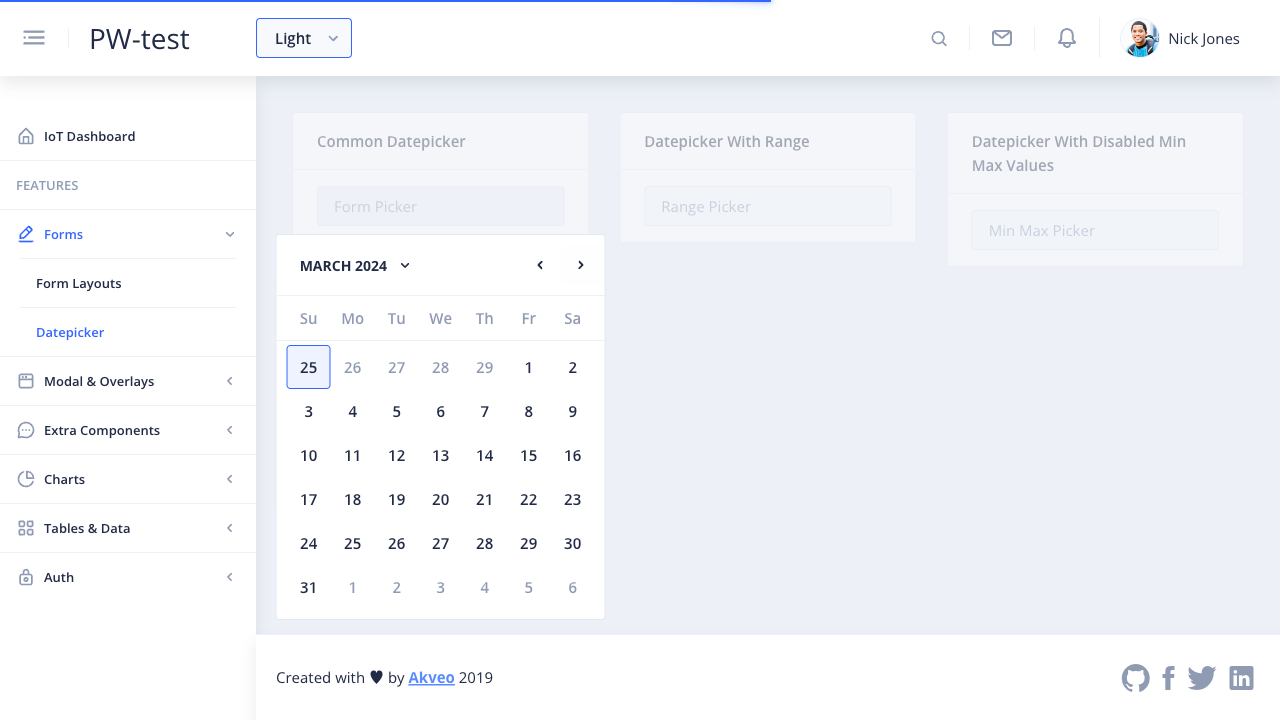 PW-test
Light
Nick Jones
IoT Dashboard
FEATURES
Forms
Form Layouts
Datepicker
Modal & Overlays
Extra Components
Charts
Tables & Data
Auth
Common Datepicker
Form Picker
Datepicker With Range
Range Picker
Datepicker With Disabled Min
Max Values
Min Max Picker
MARCH 2024
Su Mo Tu We Th Fr Sa
25 26 27 28 29 1 2
3 4 5 6 7 8 9
10 11 12 13 14 15 16
17 18 19 20 21 22 23
24 25 26 27 28 29 30
31 1 2 3 4 5 6
Created with ♥ by Akveo 2019